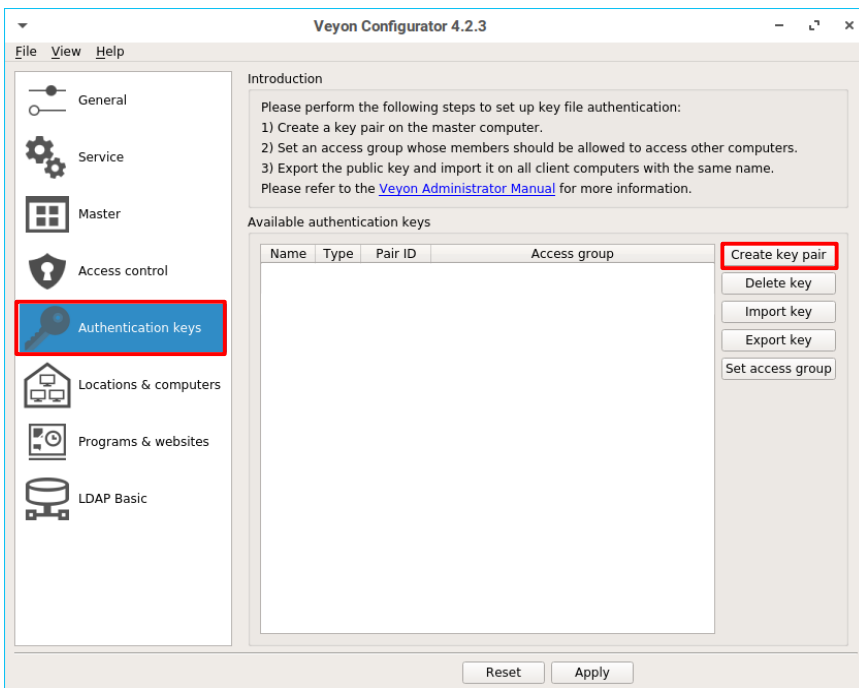 Veyon Configurator 4.2.3
File View Help
General
Service
Master
Access control
Authentication keys
Locations & computers
Programs & websites
LDAP Basic
Introduction
Please perform the following steps to set up key file authentication:
1) Create a key pair on the master computer.
2) Set an access group whose members should be allowed to access other computers.
3) Export the public key and import it on all client computers with the same name.
Please refer to the Veyon Administrator Manual for more information.
Available authentication keys
Name Type Pair ID Access group
Create key pair
Delete key
Import key
Export key
Set access group
Reset Apply